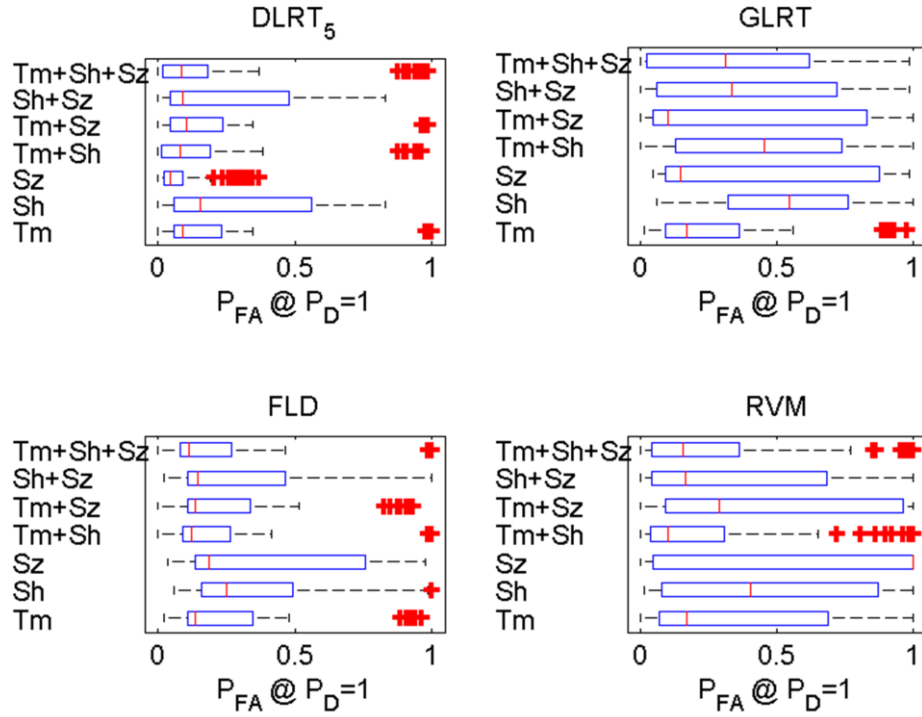 DLRT5
Tm+Sh+Sz
Sh+Sz
Tm+Sz
Tm+Sh
Sz
Sh
Tm
0 0.5 1
PFA @ PD=1
GLRT
Tm+Sh+Sz
Sh+Sz
Tm+Sz
Tm+Sh
Sz
Sh
Tm
0 0.5 1
PFA @ PD=1
FLD
Tm+Sh+Sz
Sh+Sz
Tm+Sz
Tm+Sh
Sz
Sh
Tm
0 0.5 1
PFA @ PD=1
RVM
Tm+Sh+Sz
Sh+Sz
Tm+Sz
Tm+Sh
Sz
Sh
Tm
0 0.5 1
PFA @ PD=1